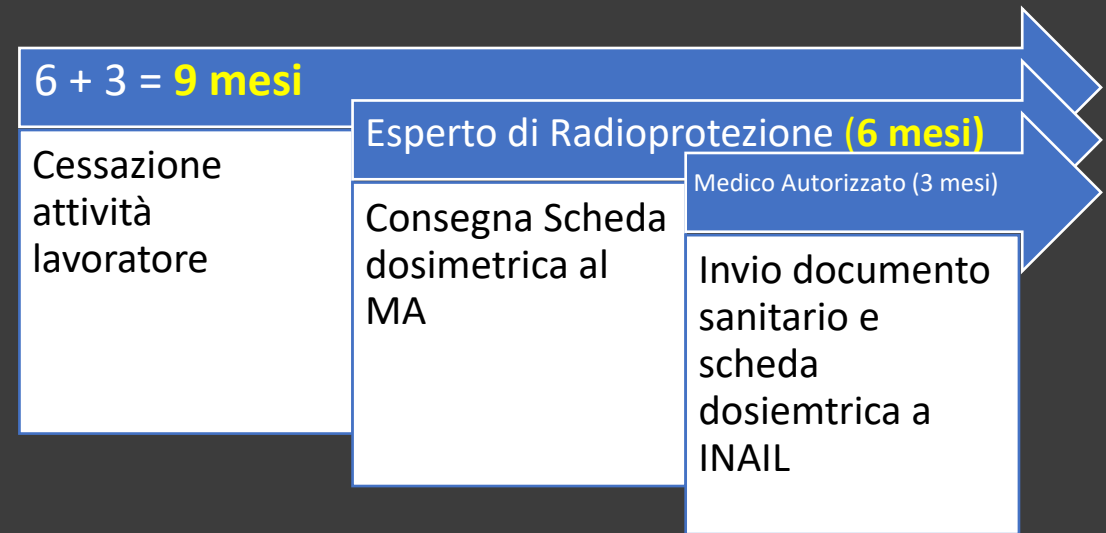 6 + 3 = 9 mesi
Cessazione
attività
lavoratore
Esperto di Radioprotezione (6 mesi)
Consegna Scheda
dosimetrica al
MA
Medico Autorizzato (3 mesi)
Invio documento
sanitario e
scheda
dosiemtrica a
INAIL